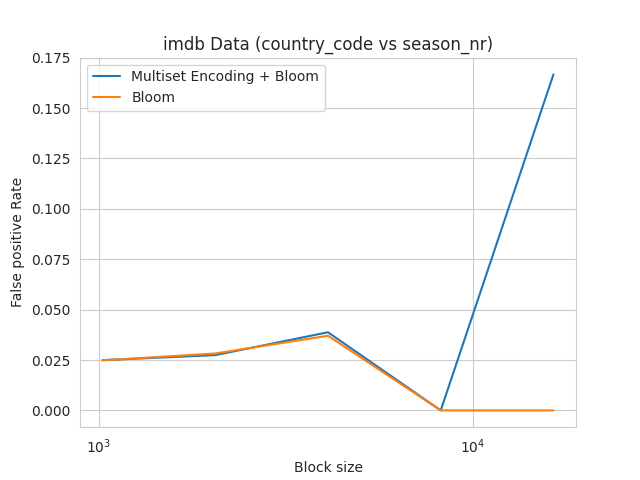 imdb Data (country_code vs season_nr)
Multiset Encoding + Bloom
Bloom
False positive Rate
0.175
0.150
0.125
0.100
0.075
0.050
0.025
0.000
10³
10⁴
Block size